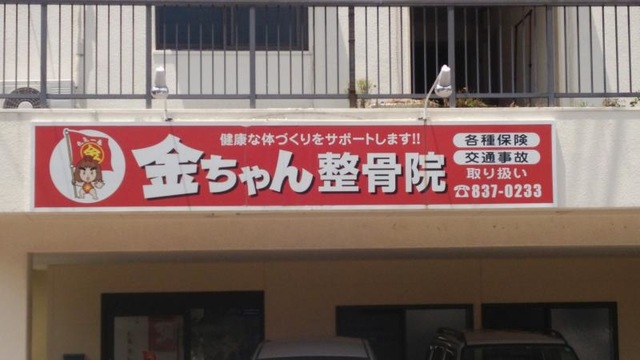 健康な体づくりをサポートします!!
金ちゃん整骨院
各種保険
交通事故
取り扱い
☎837-0233